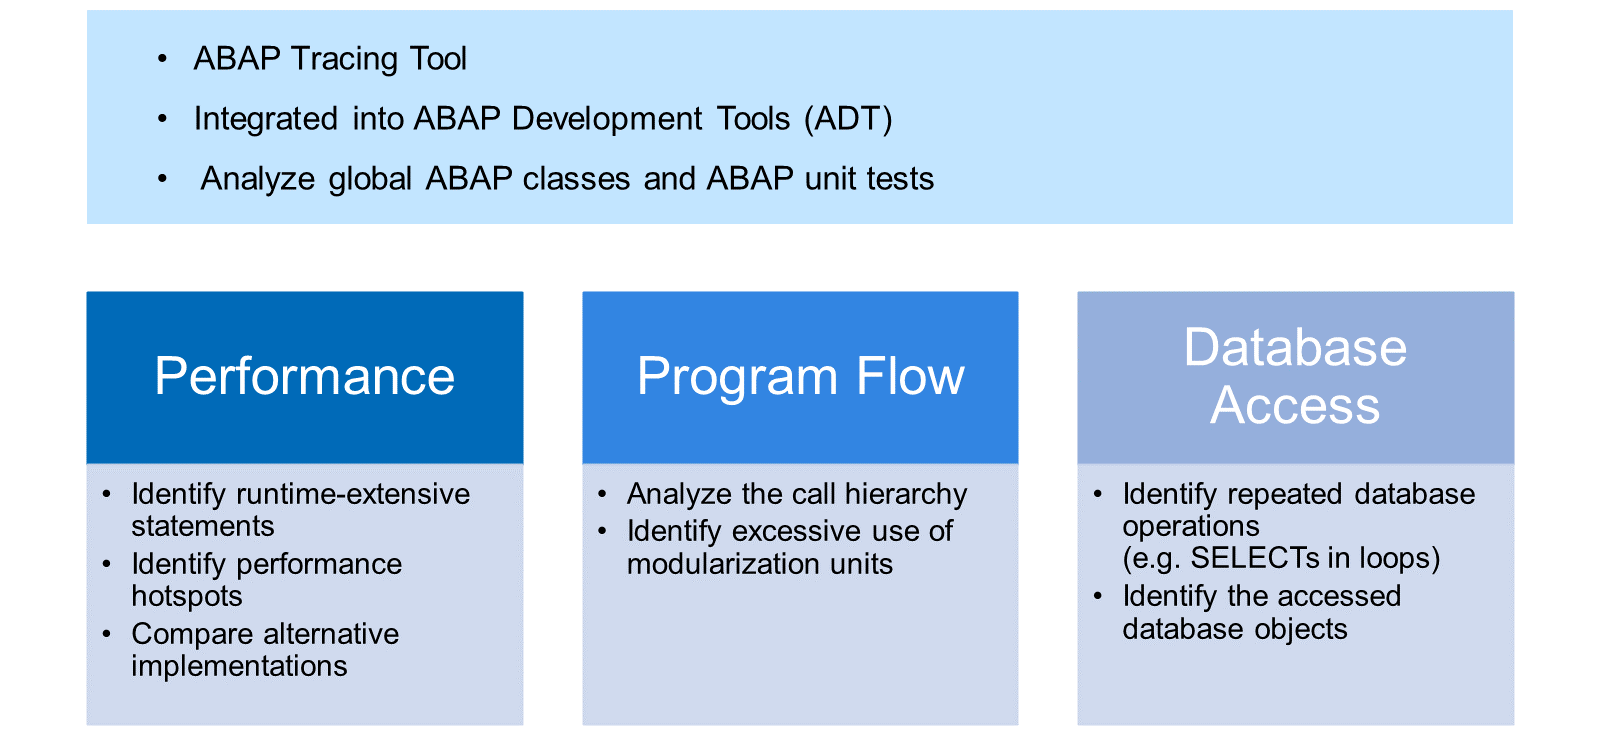 • ABAP Tracing Tool
• Integrated into ABAP Development Tools (ADT)
• Analyze global ABAP classes and ABAP unit tests
Performance
• Identify runtime-extensive
statements
• Identify performance
hotspots
• Compare alternative
implementations
Program Flow
• Analyze the call hierarchy
• Identify excessive use of
modularization units
Database
Access
• Identify repeated database
operations
(e.g. SELECTs in loops)
• Identify the accessed
database objects